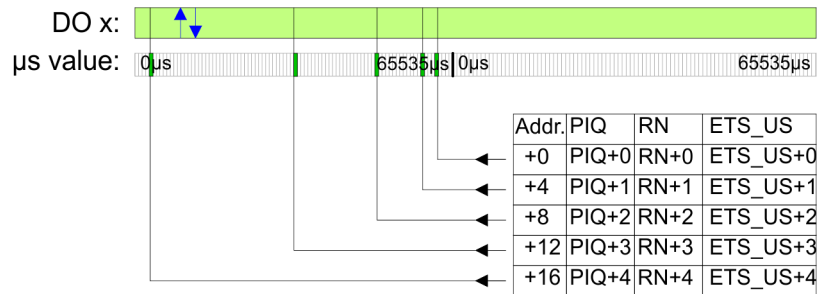 DO x:
µs value: 0µs 65535µs 0µs 65535µs
Addr. PIQ RN ETS_US
+0 PIQ+0 RN+0 ETS_US+0
+4 PIQ+1 RN+1 ETS_US+1
+8 PIQ+2 RN+2 ETS_US+2
+12 PIQ+3 RN+3 ETS_US+3
+16 PIQ+4 RN+4 ETS_US+4